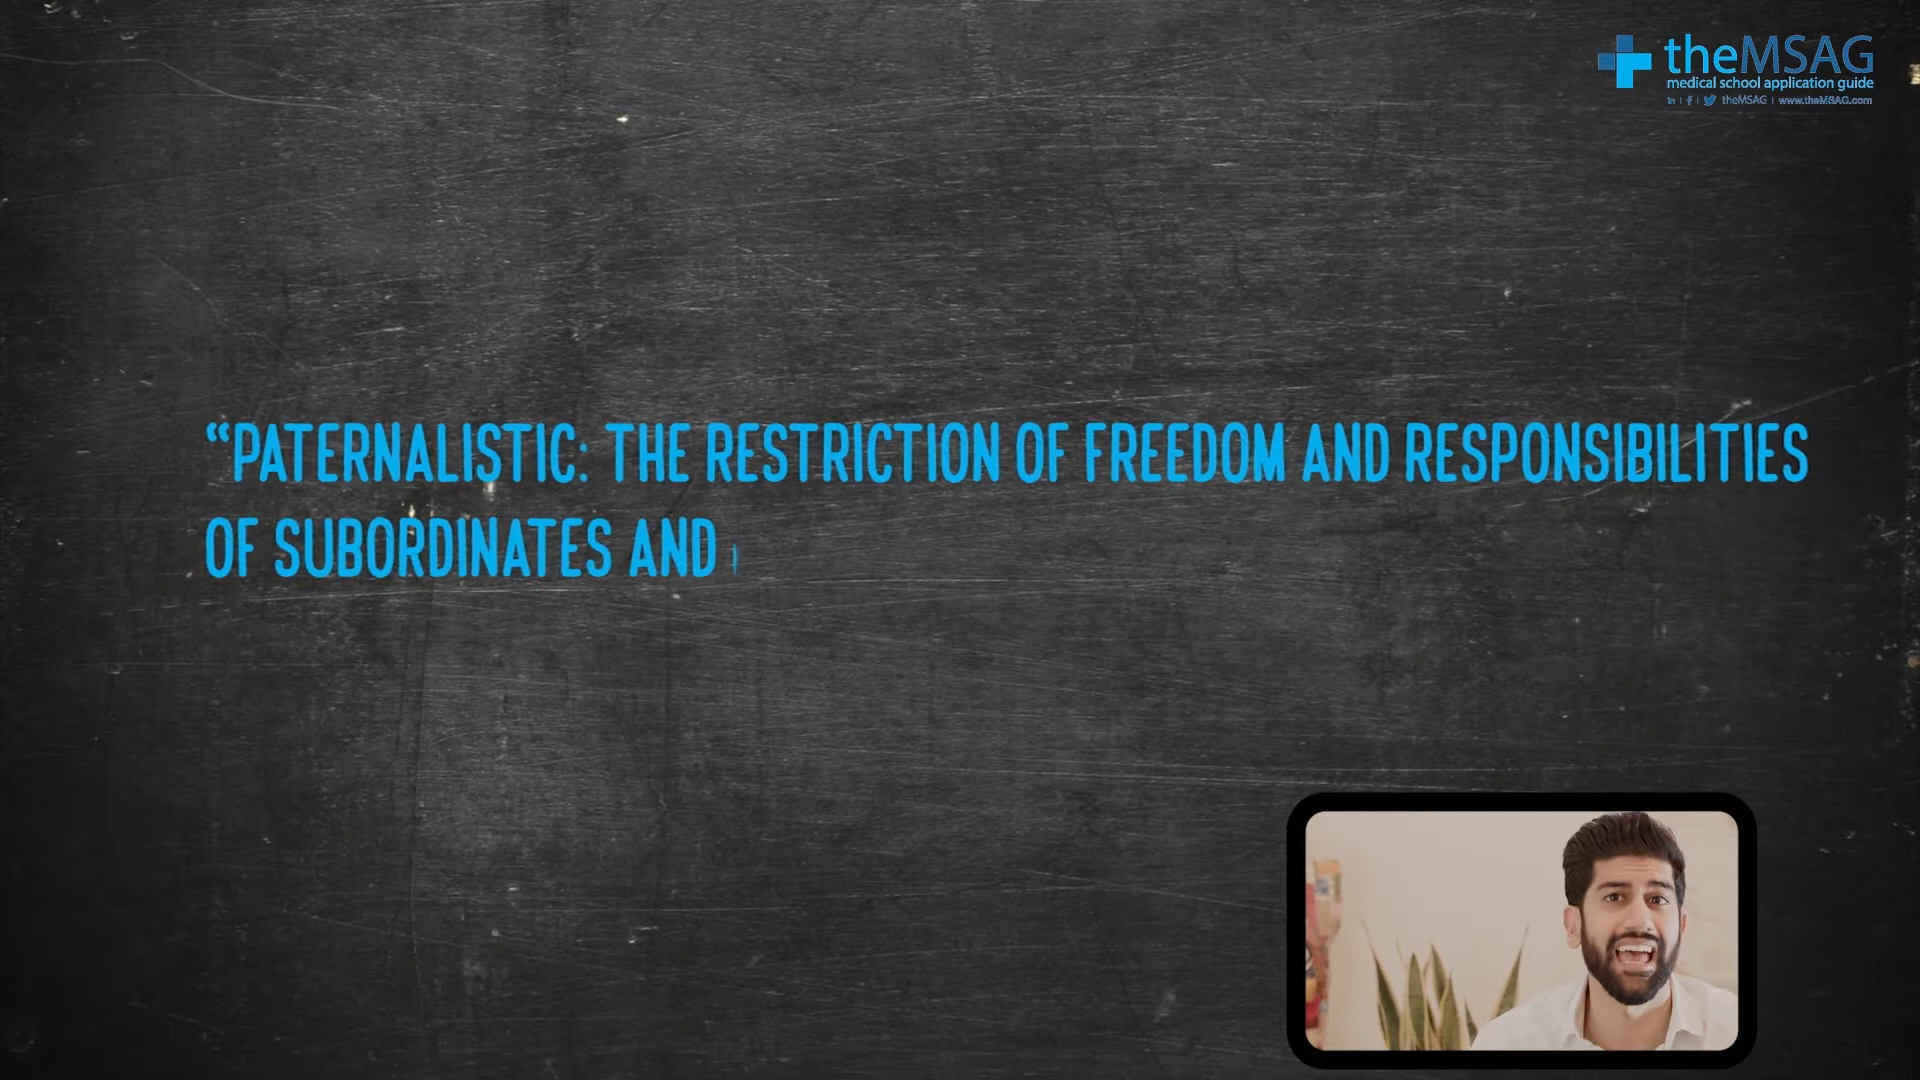 theMSAG
medical school application guide
in | f | theMSAG | www.theMSAG.com
“PATERNALISTIC: THE RESTRICTION OF FREEDOM AND RESPONSIBILITIES
OF SUBORDINATES AND